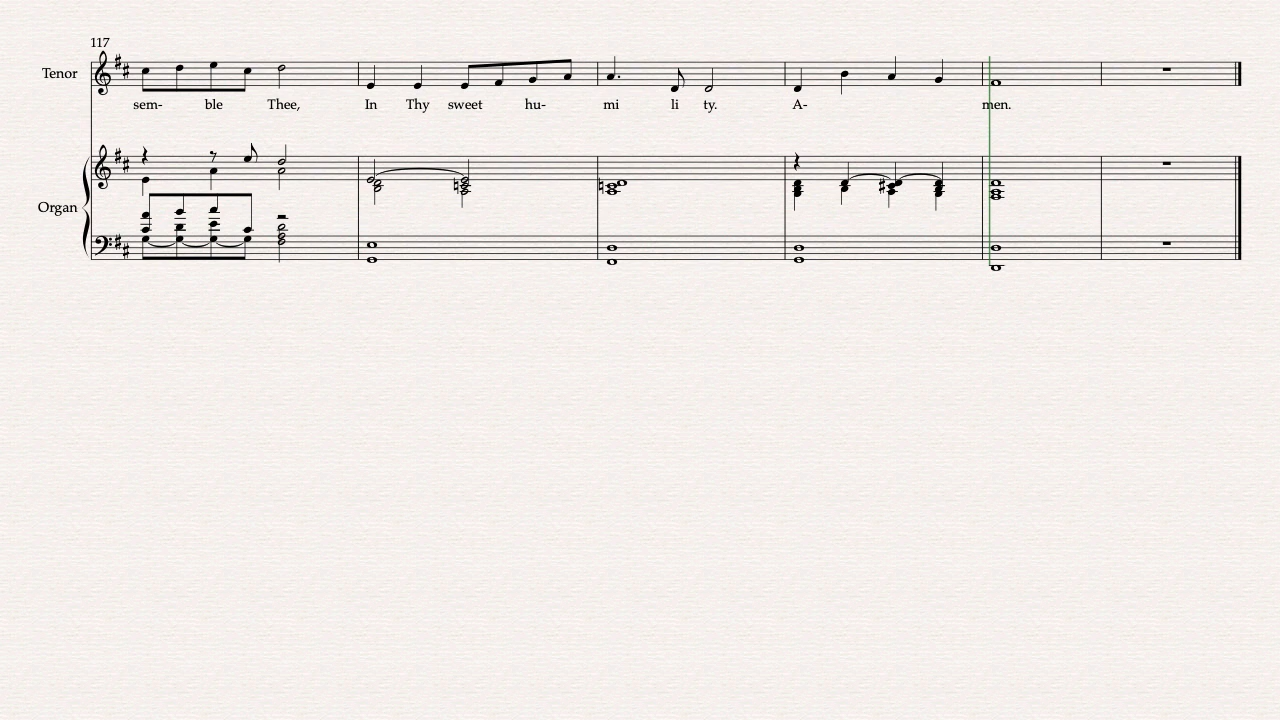 117
Tenor
sem- ble Thee, In Thy sweet hu- mi li ty. A- men.
Organ